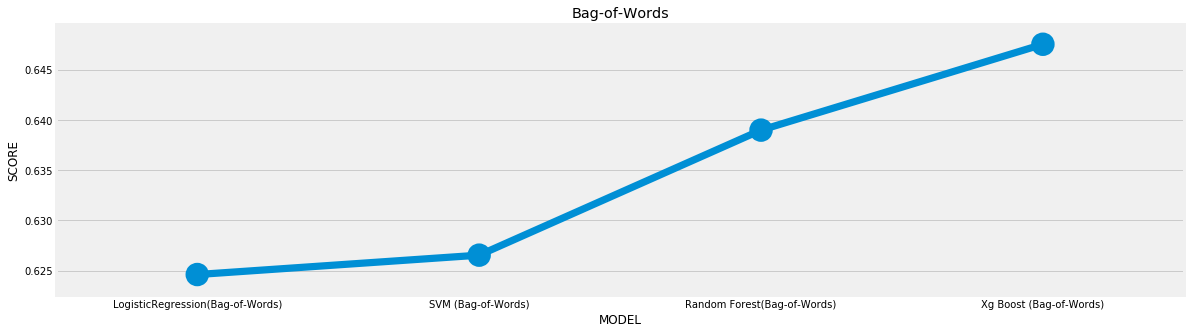 Bag-of-Words
SCORE
0.645
0.640
0.635
0.630
0.625
LogisticRegression(Bag-of-Words)
SVM (Bag-of-Words)
Random Forest(Bag-of-Words)
Xg Boost (Bag-of-Words)
MODEL